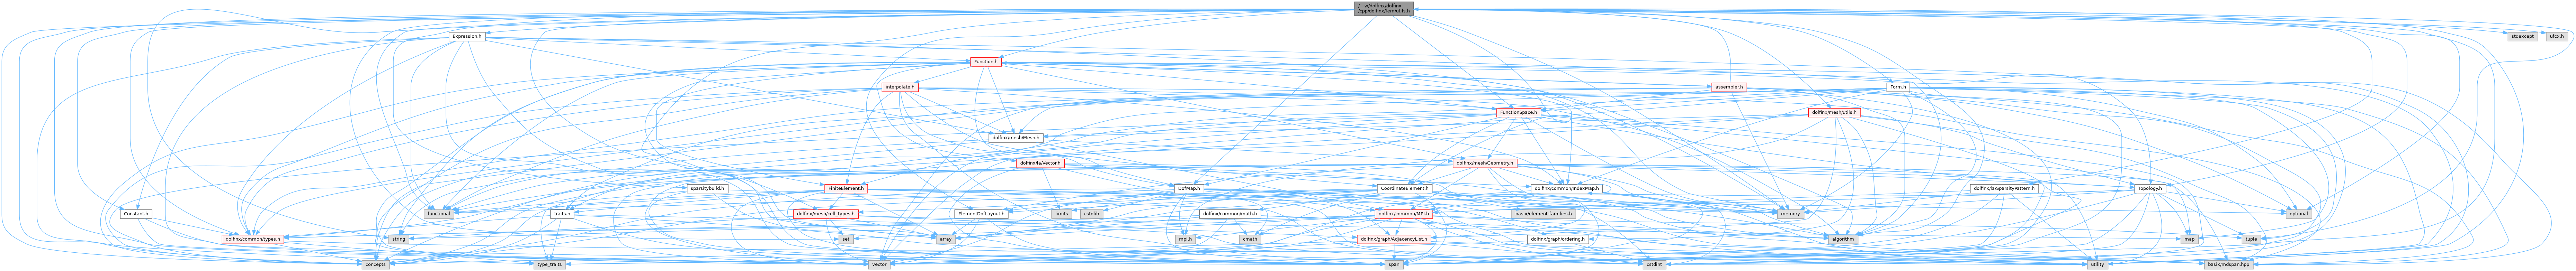 /__w/dolfinx/dolfinx
/cpp/dolfinx/fem/utils.h
Expression.h
stdexcept
ufcx.h
Function.h
interpolate.h
assembler.h
Form.h
FunctionSpace.h
dolfinx/mesh/utils.h
dolfinx/mesh/Mesh.h
dolfinx/la/Vector.h
dolfinx/mesh/Geometry.h
sparsitybuild.h
FiniteElement.h
DofMap.h
dolfinx/common/IndexMap.h
CoordinateElement.h
dolfinx/la/SparsityPattern.h
Topology.h
Constant.h
functional
traits.h
dolfinx/mesh/cell_types.h
ElementDofLayout.h
limits
cstdlib
dolfinx/common/MPI.h
dolfinx/common/math.h
basix/element-families.h
memory
optional
dolfinx/common/types.h
string
set
array
mpi.h
cmath
dolfinx/graph/AdjacencyList.h
dolfinx/graph/ordering.h
algorithm
map
tuple
concepts
type_traits
vector
span
cstdint
utility
basix/mdspan.hpp